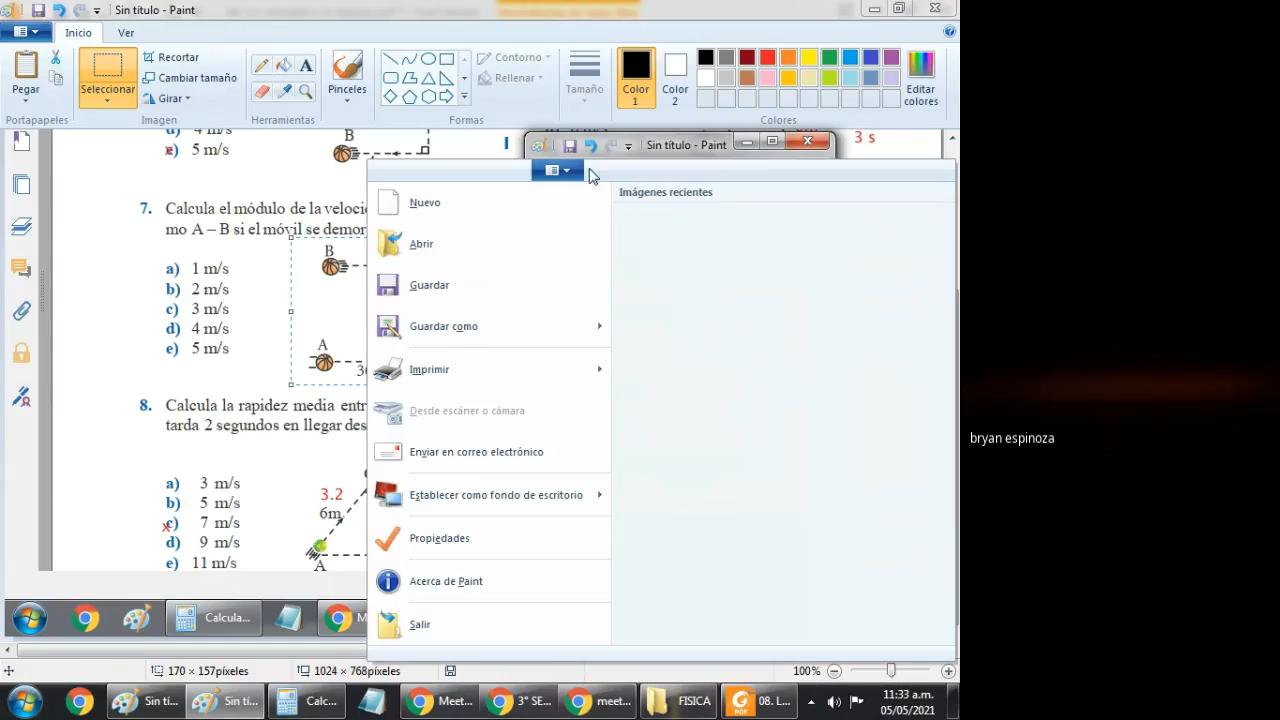 Sin título - Paint
Inicio
Ver
Pegar
Seleccionar
Recortar
Cambiar tamaño
Girar
A
Pinceles
Contorno
Rellenar
Tamaño
Color 1
Color 2
Editar colores
Portapapeles
Imagen
Herramientas
Formas
Colores
e) 5 m/s
B
3 s
Sin título - Paint
7. Calcula el módulo de la veloci
mo A – B si el móvil se demor
B
a) 1 m/s
b) 2 m/s
c) 3 m/s
d) 4 m/s
e) 5 m/s
A
8. Calcula la rapidez media entr
tarda 2 segundos en llegar des
a) 3 m/s
b) 5 m/s
c) 7 m/s
d) 9 m/s
e) 11 m/s
3.2
6m
A
Imágenes recientes
Nuevo
Abrir
Guardar
Guardar como
Imprimir
Desde escáner o cámara
Enviar en correo electrónico
Establecer como fondo de escritorio
Propiedades
Acerca de Paint
Salir
bryan espinoza
Calcula...
170 × 157píxeles
1024 × 768píxeles
100%
Sin tí...
Sin tí...
Calc...
Meet...
3° SE...
meet...
FISICA
08. L...
11:33 a.m.
05/05/2021